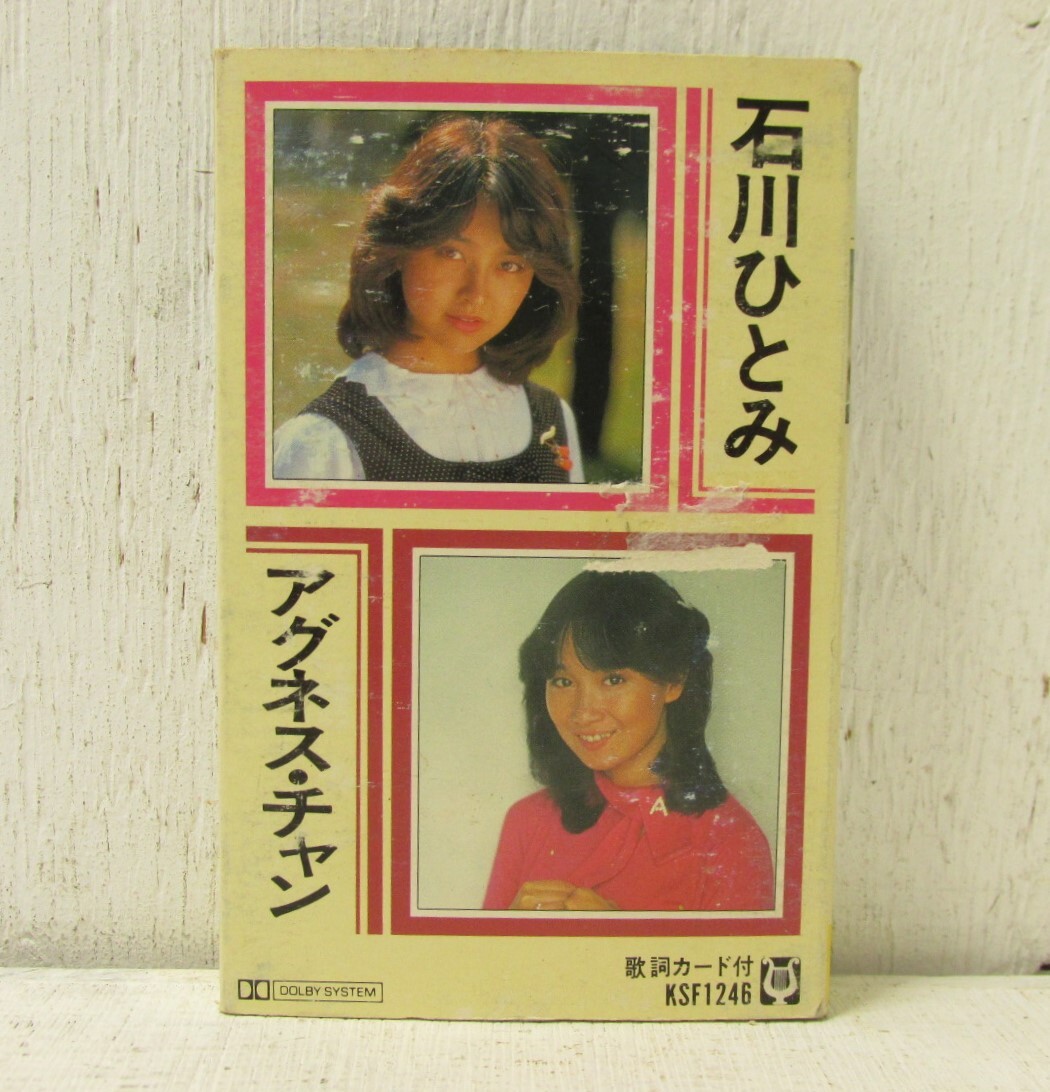 石川ひとみ
アグネス・チャン
A
歌詞カード付
KSF1246
DOLBY SYSTEM